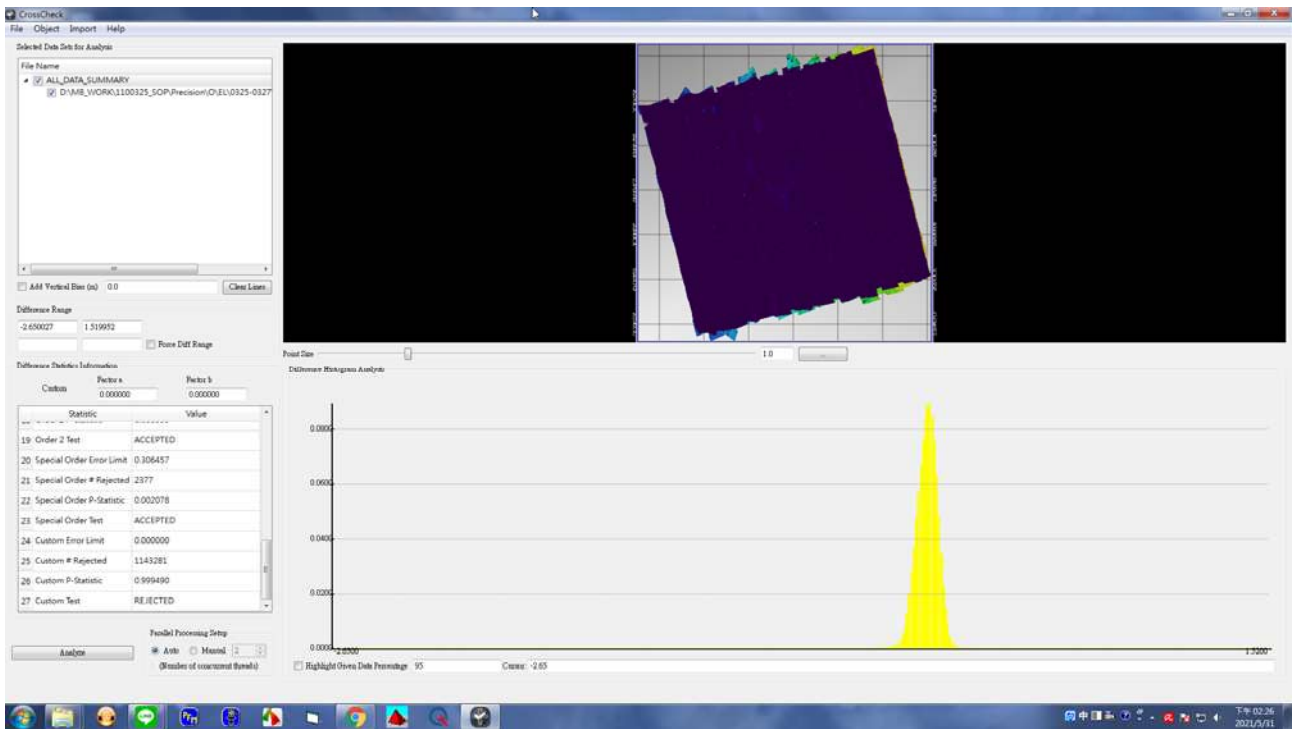 CrossCheck
File Object Import Help
Selected Data Sets for Analysis
File Name
ALL_DATA_SUMMARY
D:\MB_WORK\1100325_SOP\Precision\O\EL\0325-0327
Add Vertical Bias (m) 0.0 Clear Lines
Difference Range
-2.650027 1.519952
Force Diff Range
Point Size 1.0 ...
Difference Statistics Information
Difference Histogram Analysis
Custom Factor a Factor b
0.000000 0.000000
Statistic Value
19 Order 2 Test ACCEPTED
20 Special Order Error Limit 0.306457
21 Special Order # Rejected 2377
22 Special Order P-Statistic 0.002078
23 Special Order Test ACCEPTED
24 Custom Error Limit 0.000000
25 Custom # Rejected 1143281
26 Custom P-Statistic 0.999490
27 Custom Test REJECTED
0.0800
0.0600
0.0400
0.0200
0.0000
-2.6500 1.5200
Parallel Processing Setup
Analyze Auto Manual 2
(Number of concurrent threads)
Highlight Given Data Percentage 95 Cursor: -2.65
中
下午 02:26
2021/5/31